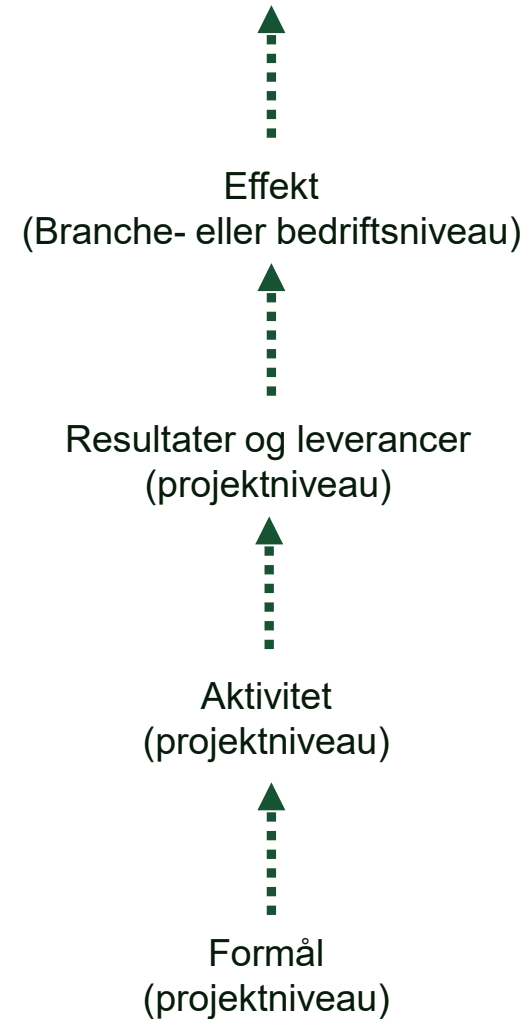 Effekt
(Branche- eller bedriftsniveau)
Resultater og leverancer
(projektniveau)
Aktivitet
(projektniveau)
Formål
(projektniveau)